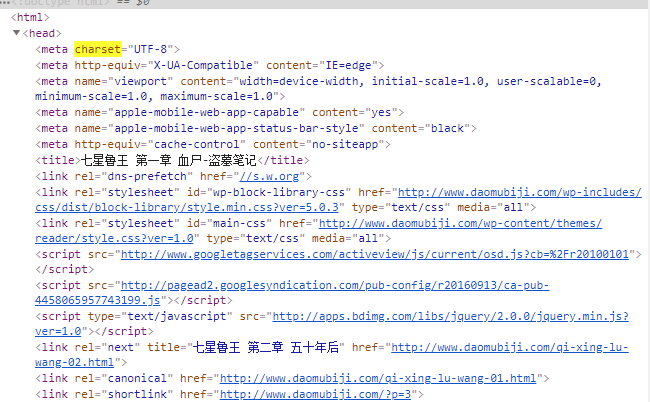 <!doctype html> == $0
<html>
<head>
<meta charset="UTF-8">
<meta http-equiv="X-UA-Compatible" content="IE=edge">
<meta name="viewport" content="width=device-width, initial-scale=1.0, user-scalable=0,
minimum-scale=1.0, maximum-scale=1.0">
<meta name="apple-mobile-web-app-capable" content="yes">
<meta name="apple-mobile-web-app-status-bar-style" content="black">
<meta http-equiv="cache-control" content="no-siteapp">
<title>七星鲁王 第一章 血尸-盗墓笔记</title>
<link rel="dns-prefetch" href="//s.w.org">
<link rel="stylesheet" id="wp-block-library-css" href="http://www.daomubiji.com/wp-includes/
css/dist/block-library/style.min.css?ver=5.0.3" type="text/css" media="all">
<link rel="stylesheet" id="main-css" href="http://www.daomubiji.com/wp-content/themes/
reader/style.css?ver=1.0" type="text/css" media="all">
<script src="http://www.googletagservices.com/activeview/js/current/osd.js?cb=%2Fr20100101">
</script>
<script src="http://pagead2.googlesyndication.com/pub-config/r20160913/ca-pub-
4458065957743199.js"></script>
<script type="text/javascript" src="http://apps.bdimg.com/libs/jquery/2.0.0/jquery.min.js?
ver=1.0"></script>
<link rel="next" title="七星鲁王 第二章 五十年后" href="http://www.daomubiji.com/qi-xing-lu-
wang-02.html">
<link rel="canonical" href="http://www.daomubiji.com/qi-xing-lu-wang-01.html">
<link rel="shortlink" href="http://www.daomubiji.com/?p=3">